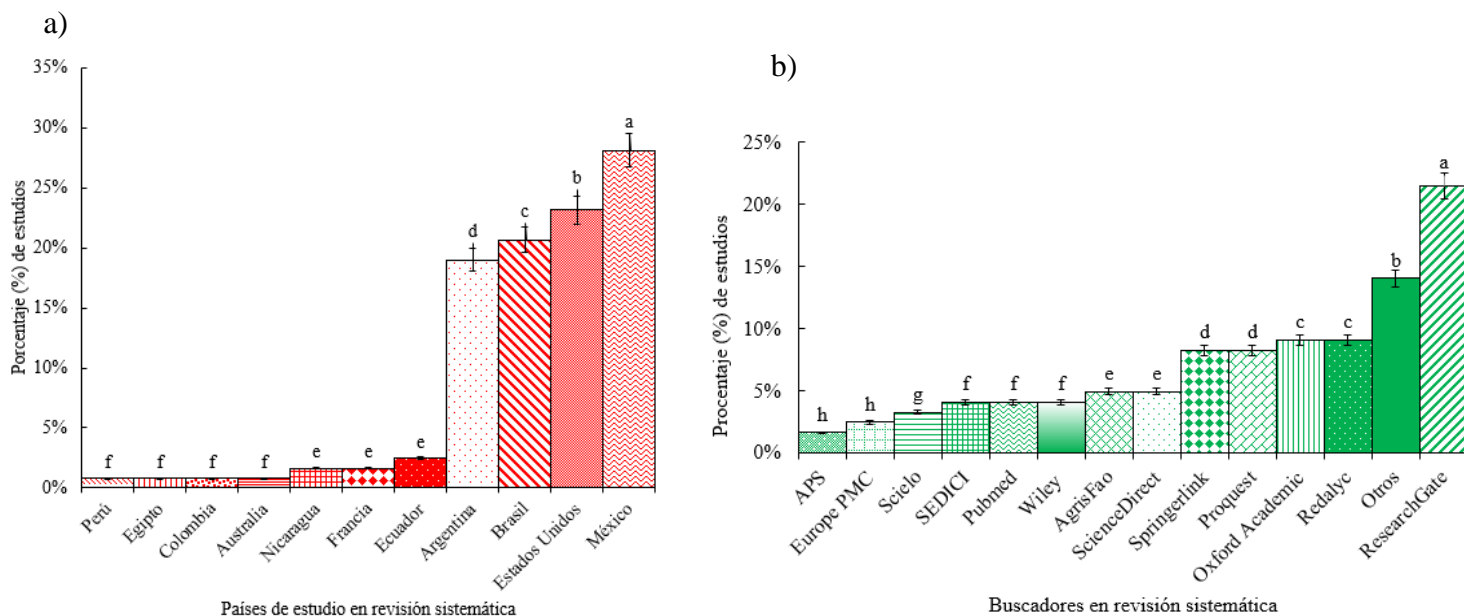 a)
35%
30%
25%
20%
15%
10%
5%
0%
Porcentaje (%) de estudios
f
f
f
f
e
e
e
d
c
b
a
Perú
Egipto
Colombia
Australia
Nicaragua
Francia
Ecuador
Argentina
Brasil
Estados Unidos
México
Países de estudio en revisión sistemática
b)
25%
20%
15%
10%
5%
0%
Procentaje (%) de estudios
h
h
g
f
f
f
e
e
d
d
c
c
b
a
APS
Europe PMC
Scielo
SEDICI
Pubmed
Wiley
AgrisFao
ScienceDirect
Springerlink
Proquest
Oxford Academic
Redalyc
Otros
ResearchGate
Buscadores en revisión sistemática